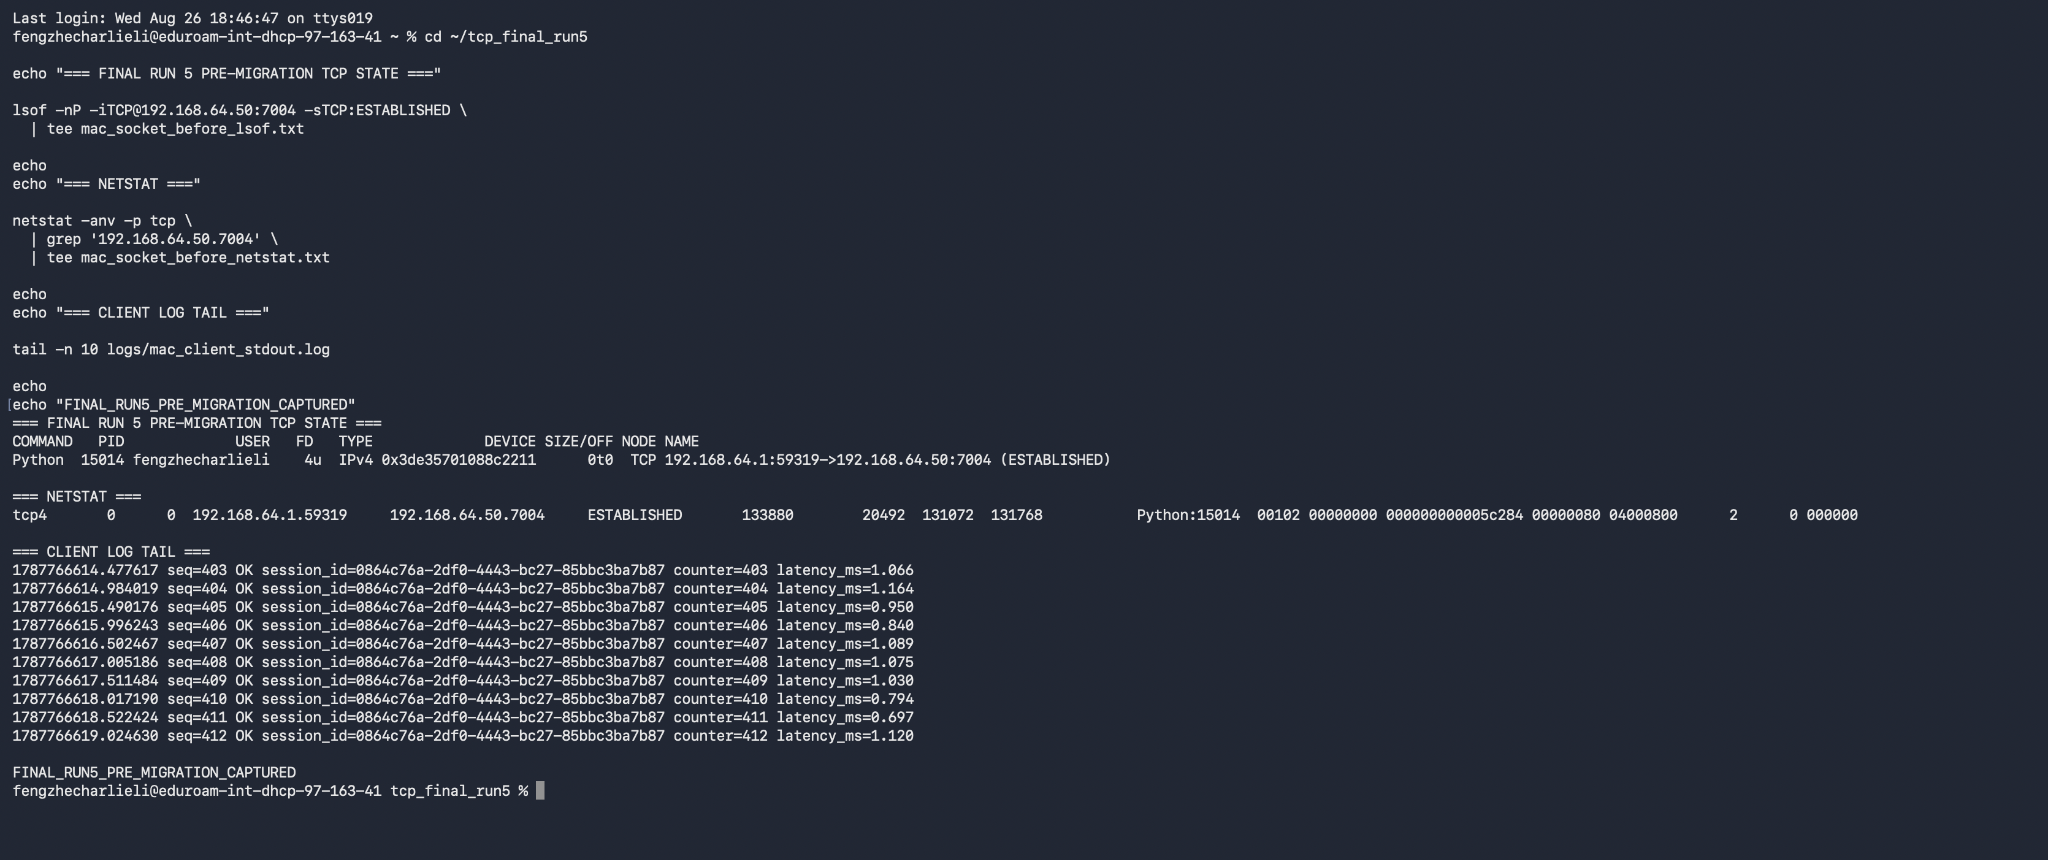 Last login: Wed Aug 26 18:46:47 on ttys019
fengzhecharlieli@eduroam-int-dhcp-97-163-41 ~ % cd ~/tcp_final_run5
echo "=== FINAL RUN 5 PRE-MIGRATION TCP STATE ==="
lsof -nP -iTCP@192.168.64.50:7004 -sTCP:ESTABLISHED \
| tee mac_socket_before_lsof.txt
echo
echo "=== NETSTAT ==="
netstat -anv -p tcp \
| grep '192.168.64.50.7004' \
| tee mac_socket_before_netstat.txt
echo
echo "=== CLIENT LOG TAIL ==="
tail -n 10 logs/mac_client_stdout.log
echo
[echo "FINAL_RUN5_PRE_MIGRATION_CAPTURED"
=== FINAL RUN 5 PRE-MIGRATION TCP STATE ===
COMMAND PID USER FD TYPE DEVICE SIZE/OFF NODE NAME
Python 15014 fengzhecharlieli 4u IPv4 0x3de35701088c2211 0t0 TCP 192.168.64.1:59319->192.168.64.50:7004 (ESTABLISHED)
=== NETSTAT ===
tcp4 0 0 192.168.64.1.59319 192.168.64.50.7004 ESTABLISHED 133880 20492 131072 131768 Python:15014 00102 00000000 000000000005c284 00000080 04000800 2 0 000000
=== CLIENT LOG TAIL ===
1787766614.477617 seq=403 OK session_id=0864c76a-2df0-4443-bc27-85bbc3ba7b87 counter=403 latency_ms=1.066
1787766614.984019 seq=404 OK session_id=0864c76a-2df0-4443-bc27-85bbc3ba7b87 counter=404 latency_ms=1.164
1787766615.490176 seq=405 OK session_id=0864c76a-2df0-4443-bc27-85bbc3ba7b87 counter=405 latency_ms=0.950
1787766615.996243 seq=406 OK session_id=0864c76a-2df0-4443-bc27-85bbc3ba7b87 counter=406 latency_ms=0.840
1787766616.502467 seq=407 OK session_id=0864c76a-2df0-4443-bc27-85bbc3ba7b87 counter=407 latency_ms=1.089
1787766617.005186 seq=408 OK session_id=0864c76a-2df0-4443-bc27-85bbc3ba7b87 counter=408 latency_ms=1.075
1787766617.511484 seq=409 OK session_id=0864c76a-2df0-4443-bc27-85bbc3ba7b87 counter=409 latency_ms=1.030
1787766618.017190 seq=410 OK session_id=0864c76a-2df0-4443-bc27-85bbc3ba7b87 counter=410 latency_ms=0.794
1787766618.522424 seq=411 OK session_id=0864c76a-2df0-4443-bc27-85bbc3ba7b87 counter=411 latency_ms=0.697
1787766619.024630 seq=412 OK session_id=0864c76a-2df0-4443-bc27-85bbc3ba7b87 counter=412 latency_ms=1.120
FINAL_RUN5_PRE_MIGRATION_CAPTURED
fengzhecharlieli@eduroam-int-dhcp-97-163-41 tcp_final_run5 %